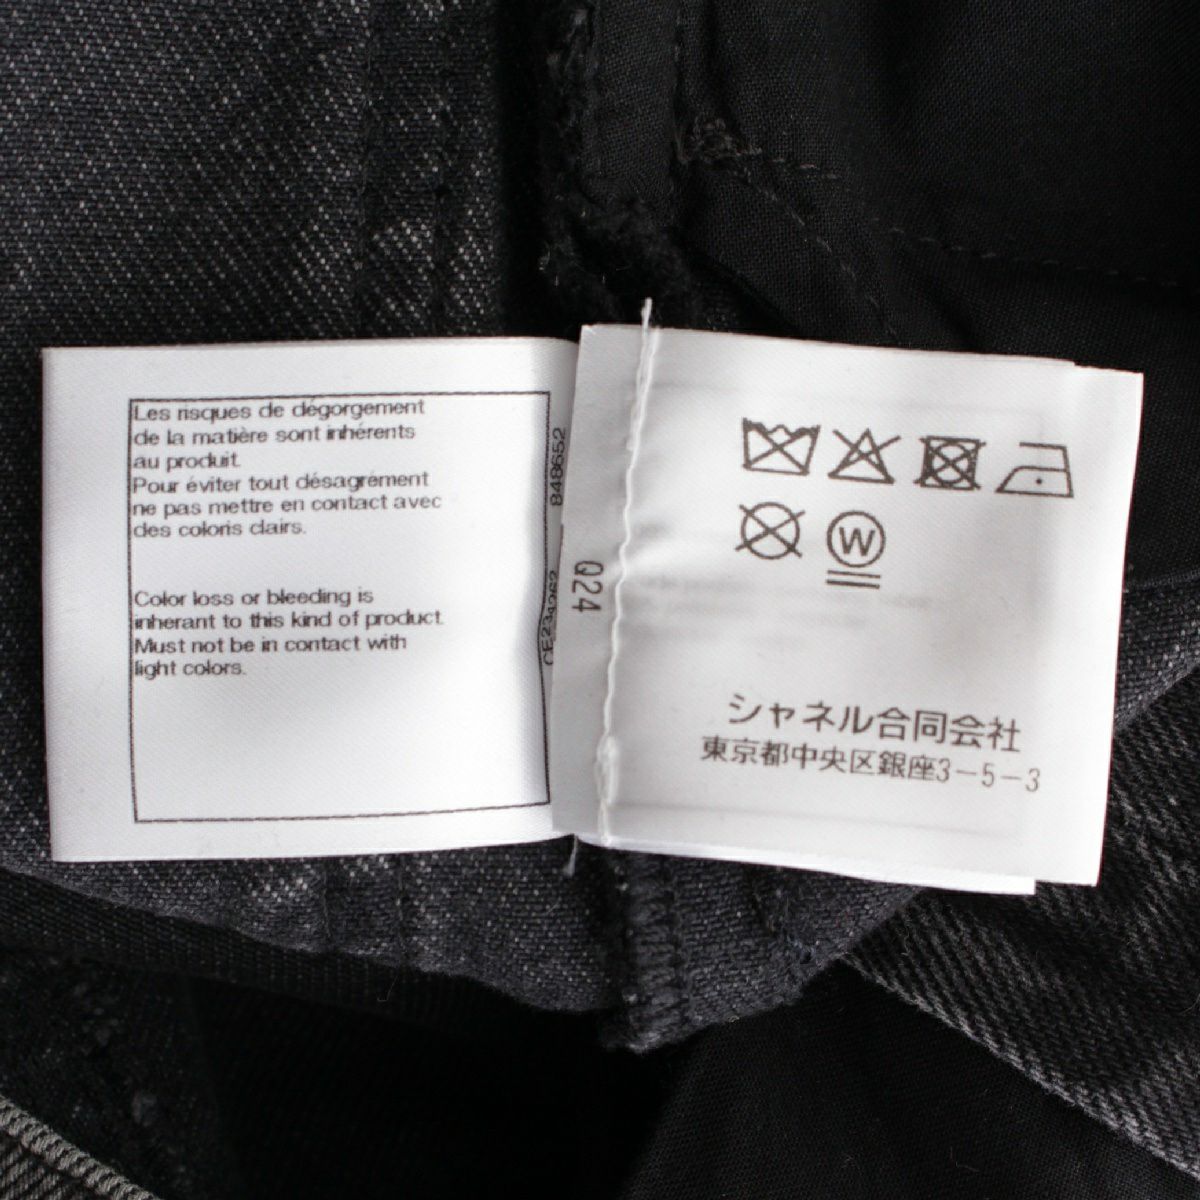 Les risques de dégorgement
de la matière sont inhérents
au produit.
Pour éviter tout désagrément
ne pas mettre en contact avec
des coloris clairs.
Color loss or bleeding is
inherant to this kind of product.
Must not be in contact with
light colors.
848652
CE234262
Q24
W
シャネル合同会社
東京都中央区銀座3-5-3